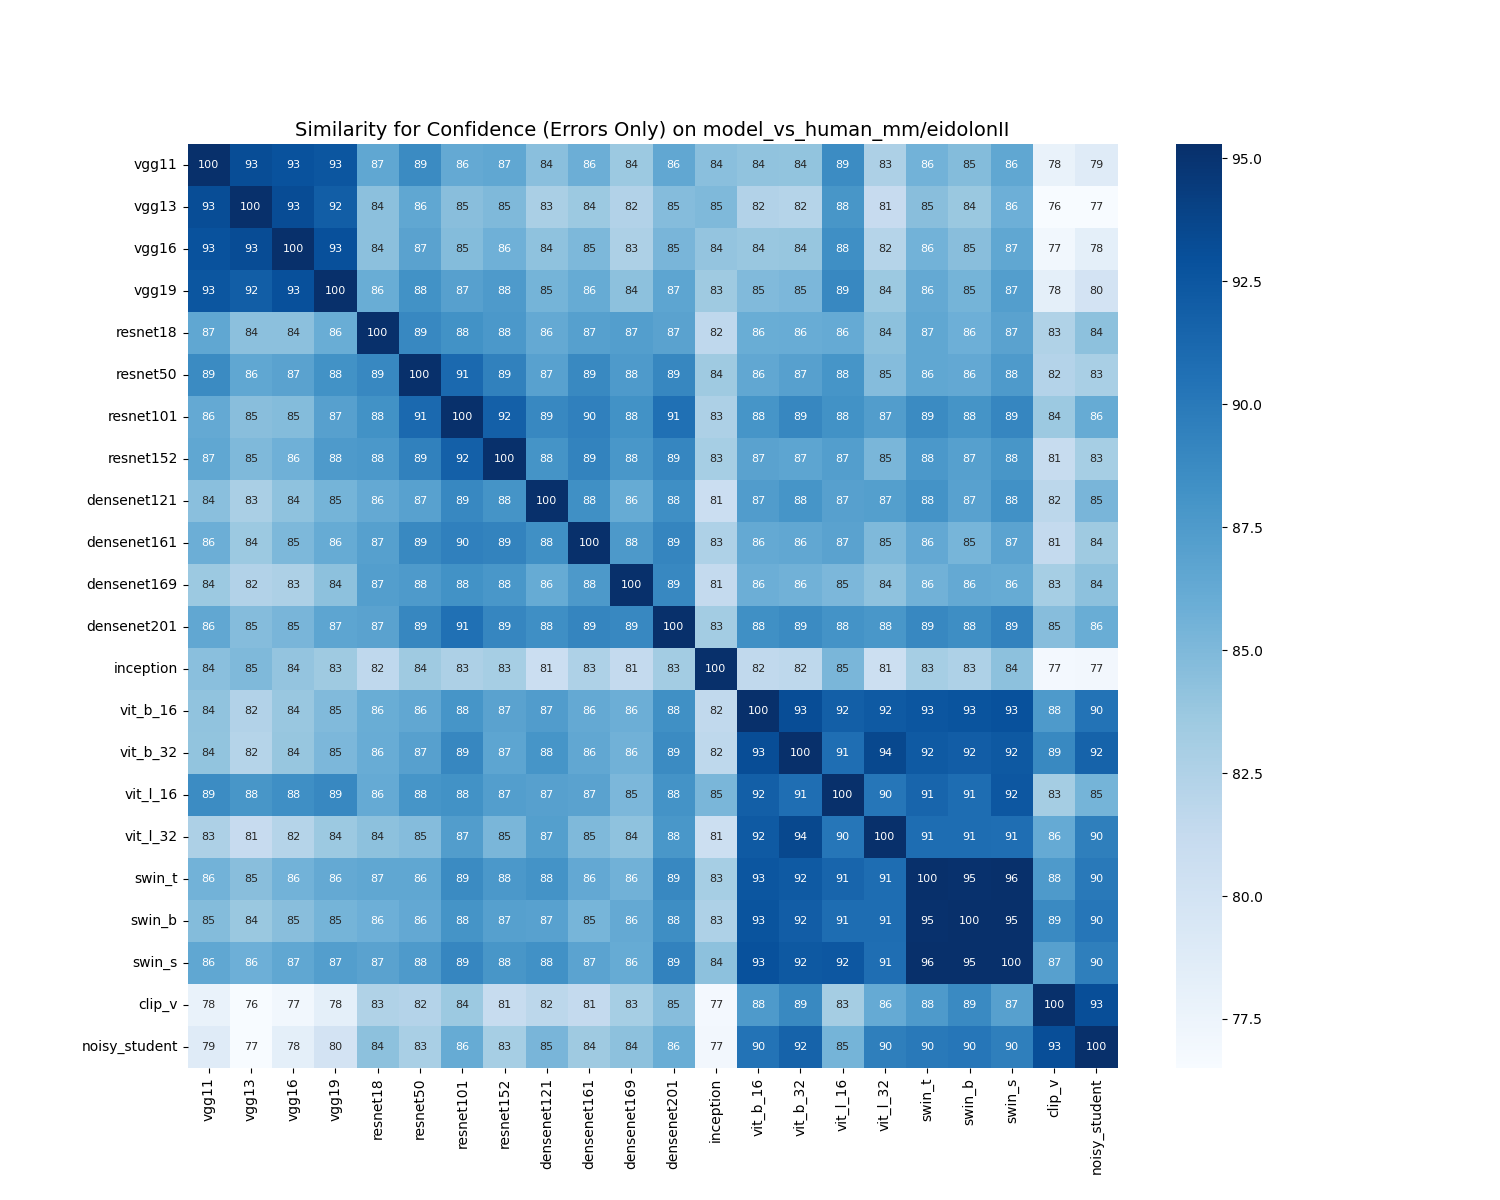 Similarity for Confidence (Errors Only) on model_vs_human_mm/eidolonII
vgg11 100 93 93 93 87 89 86 87 84 86 84 86 84 84 84 89 83 86 85 86 78 79
vgg13 93 100 93 92 84 86 85 85 83 84 82 85 85 82 82 88 81 85 84 86 76 77
vgg16 93 93 100 93 84 87 85 86 84 85 83 85 84 84 84 88 82 86 85 87 77 78
vgg19 93 92 93 100 86 88 87 88 85 86 84 87 83 85 85 89 84 86 85 87 78 80
resnet18 87 84 84 86 100 89 88 88 86 87 87 87 82 86 86 86 84 87 86 87 83 84
resnet50 89 86 87 88 89 100 91 89 87 89 88 89 84 86 87 88 85 86 86 88 82 83
resnet101 86 85 85 87 88 91 100 92 89 90 88 91 83 88 89 88 87 89 88 89 84 86
resnet152 87 85 86 88 88 89 92 100 88 89 88 89 83 87 87 87 85 88 87 88 81 83
densenet121 84 83 84 85 86 87 89 88 100 88 86 88 81 87 88 87 87 88 87 88 82 85
densenet161 86 84 85 86 87 89 90 89 88 100 88 89 83 86 86 87 85 86 85 87 81 84
densenet169 84 82 83 84 87 88 88 88 86 88 100 89 81 86 86 85 84 86 86 86 83 84
densenet201 86 85 85 87 87 89 91 89 88 89 89 100 83 88 89 88 88 89 88 89 85 86
inception 84 85 84 83 82 84 83 83 81 83 81 83 100 82 82 85 81 83 83 84 77 77
vit_b_16 84 82 84 85 86 86 88 87 87 86 86 88 82 100 93 92 92 93 93 93 88 90
vit_b_32 84 82 84 85 86 87 89 87 88 86 86 89 82 93 100 91 94 92 92 92 89 92
vit_l_16 89 88 88 89 86 88 88 87 87 87 85 88 85 92 91 100 90 91 91 92 83 85
vit_l_32 83 81 82 84 84 85 87 85 87 85 84 88 81 92 94 90 100 91 91 91 86 90
swin_t 86 85 86 86 87 86 89 88 88 86 86 89 83 93 92 91 91 100 95 96 88 90
swin_b 85 84 85 85 86 86 88 87 87 85 86 88 83 93 92 91 91 95 100 95 89 90
swin_s 86 86 87 87 87 88 89 88 88 87 86 89 84 93 92 92 91 96 95 100 87 90
clip_v 78 76 77 78 83 82 84 81 82 81 83 85 77 88 89 83 86 88 89 87 100 93
noisy_student 79 77 78 80 84 83 86 83 85 84 84 86 77 90 92 85 90 90 90 90 93 100
vgg11 vgg13 vgg16 vgg19 resnet18 resnet50 resnet101 resnet152 densenet121 densenet161 densenet169 densenet201 inception vit_b_16 vit_b_32 vit_l_16 vit_l_32 swin_t swin_b swin_s clip_v noisy_student
95.0
92.5
90.0
87.5
85.0
82.5
80.0
77.5